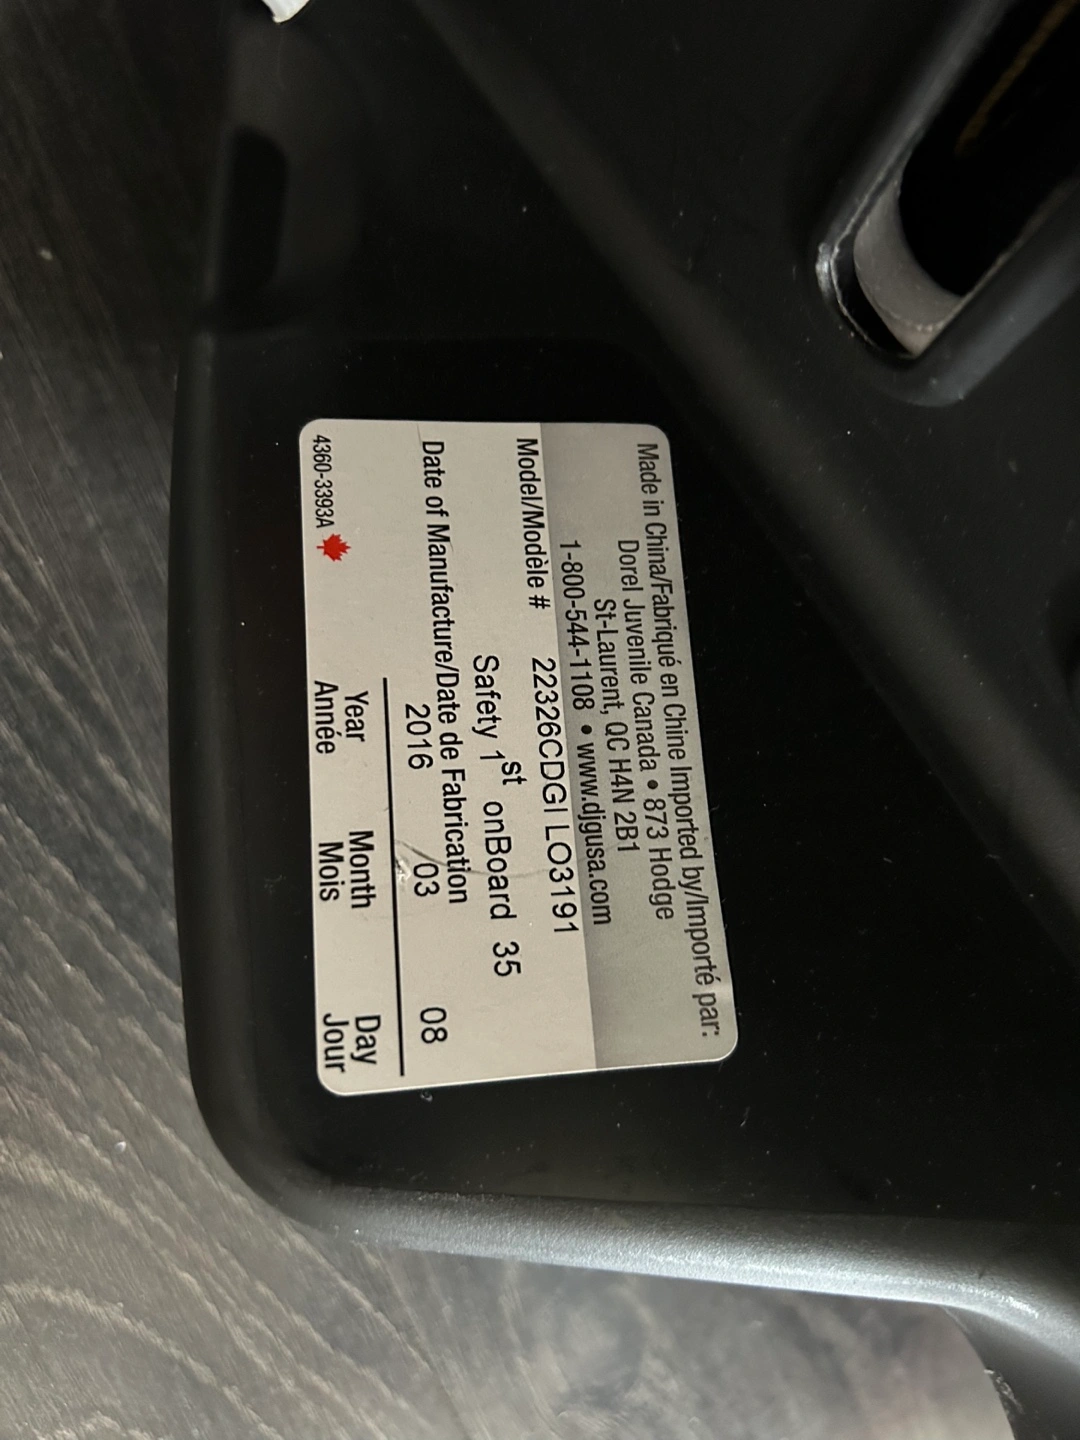 Made in China/Fabriqué en Chine Imported by/Importé par:
Dorel Juvenile Canada • 873 Hodge
St-Laurent, QC H4N 2B1
1-800-544-1108 • www.djgusa.com
Model/Modèle # 22326CDGI LO3191
Safety 1st onBoard 35
Date of Manufacture/Date de Fabrication
2016 /03 08
Year Month Day
Année Mois Jour
4360-3393A